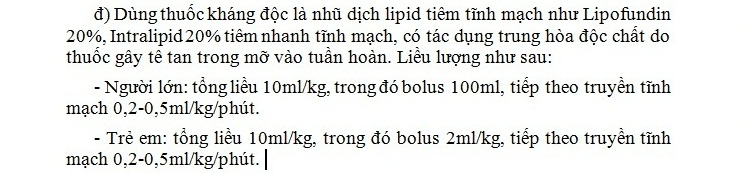 đ) Dùng thuốc kháng độc là nhũ dịch lipid tiêm tĩnh mạch như Lipofundin
20%, Intralipid 20% tiêm nhanh tĩnh mạch, có tác dụng trung hòa độc chất do
thuốc gây tê tan trong mỡ vào tuần hoàn. Liều lượng như sau:
- Người lớn: tổng liều 10ml/kg, trong đó bolus 100ml, tiếp theo truyền tĩnh
mạch 0,2-0,5ml/kg/phút.
- Trẻ em: tổng liều 10ml/kg, trong đó bolus 2ml/kg, tiếp theo truyền tĩnh
mạch 0,2-0,5ml/kg/phút.